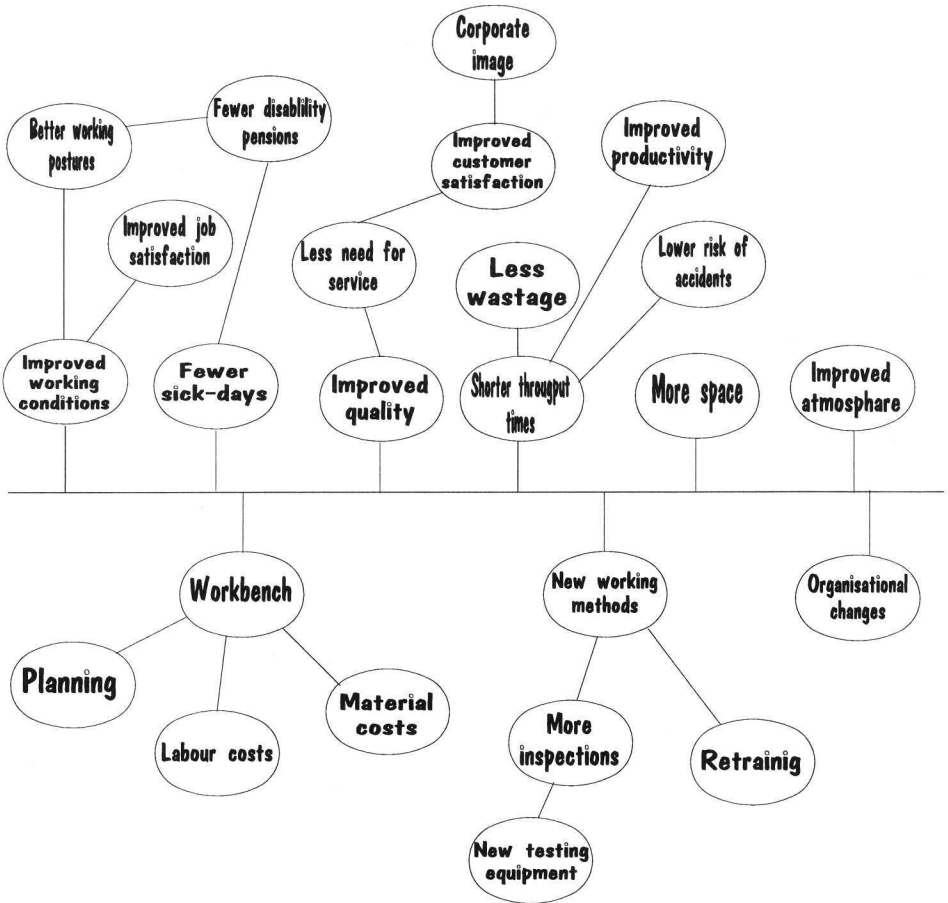 Corporate
image
Fewer disablility
pensions
Better working
postures
Improved
customer
satisfaction
Improved
productivity
Improved job
satisfaction
Less need for
service
Less
wastage
Lower risk of
accidents
Improved
working
conditions
Fewer
sick-days
Improved
quality
Shorter througput
times
More space
Improved
atmosphare
Workbench
New working
methods
Organisational
changes
Planning
Labour costs
Material
costs
More
inspections
Retrainig
New testing
equipment